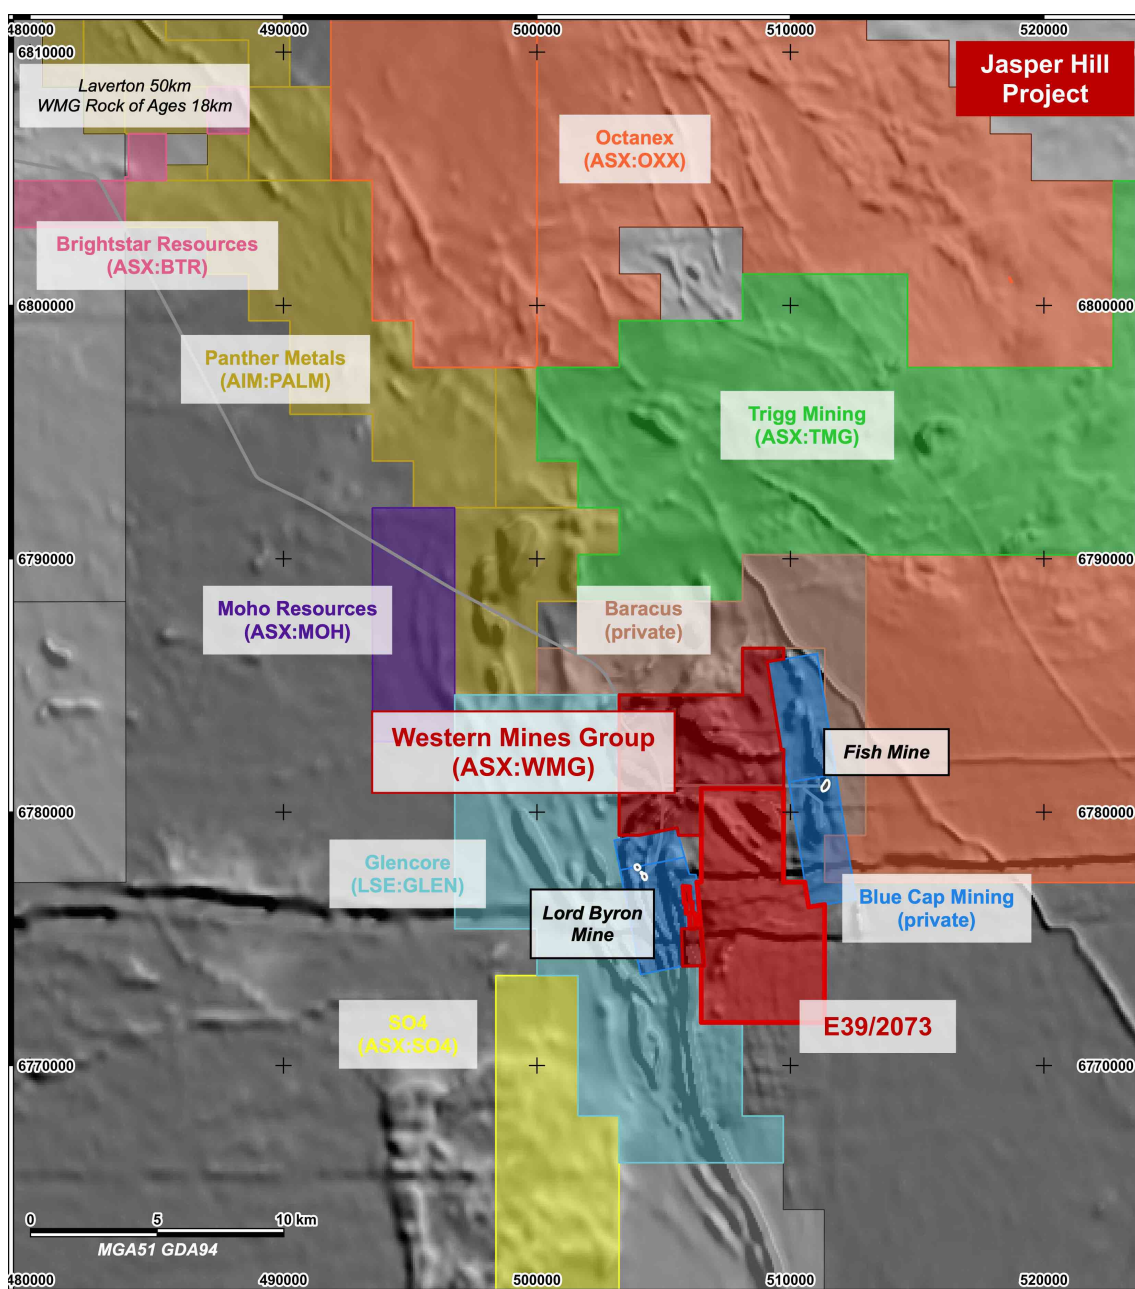 480000
490000
500000
510000
520000
6810000
6810000
Jasper Hill
Project
Laverton 50km
WMG Rock of Ages 18km
Octanex
(ASX:OXX)
Brightstar Resources
(ASX:BTR)
6800000
6800000
Panther Metals
(AIM:PALM)
Trigg Mining
(ASX:TMG)
6790000
6790000
Moho Resources
(ASX:MOH)
Baracus
(private)
Western Mines Group
(ASX:WMG)
Fish Mine
6780000
6780000
Glencore
(LSE:GLEN)
Lord Byron
Mine
Blue Cap Mining
(private)
SO4
(ASX:SO4)
E39/2073
6770000
6770000
0
5
10 km
MGA51 GDA94
480000
490000
500000
510000
520000